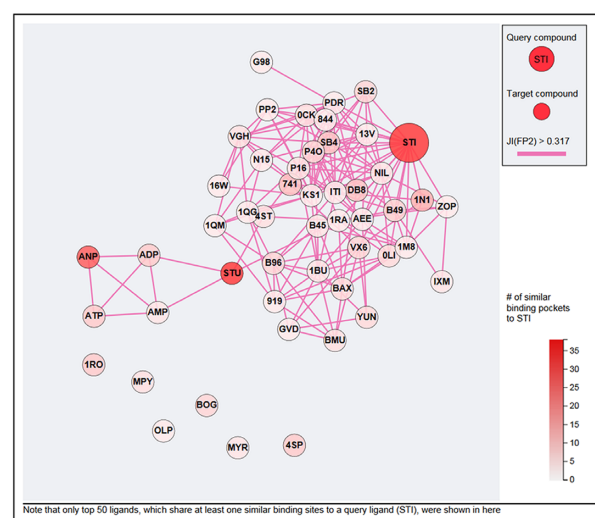 Query compound
STI
Target compound
JI(FP2) > 0.317
G98
SB2
PDR
PP2
0CK
844
VGH
SB4
13V
STI
P4O
N15
P16
NIL
16W
741
KS1
ITI
DB8
1N1
ZOP
1QG
4ST
B49
1QM
B45
1RA
AEE
ANP
ADP
VX6
1M8
STU
B96
1BU
0LI
IXM
BAX
ATP
AMP
919
YUN
GVD
BMU
1RO
MPY
BOG
OLP
MYR
4SP
# of similar
binding pockets
to STI
35
30
25
20
15
10
5
0
Note that only top 50 ligands, which share at least one similar binding sites to a query ligand (STI), were shown in here